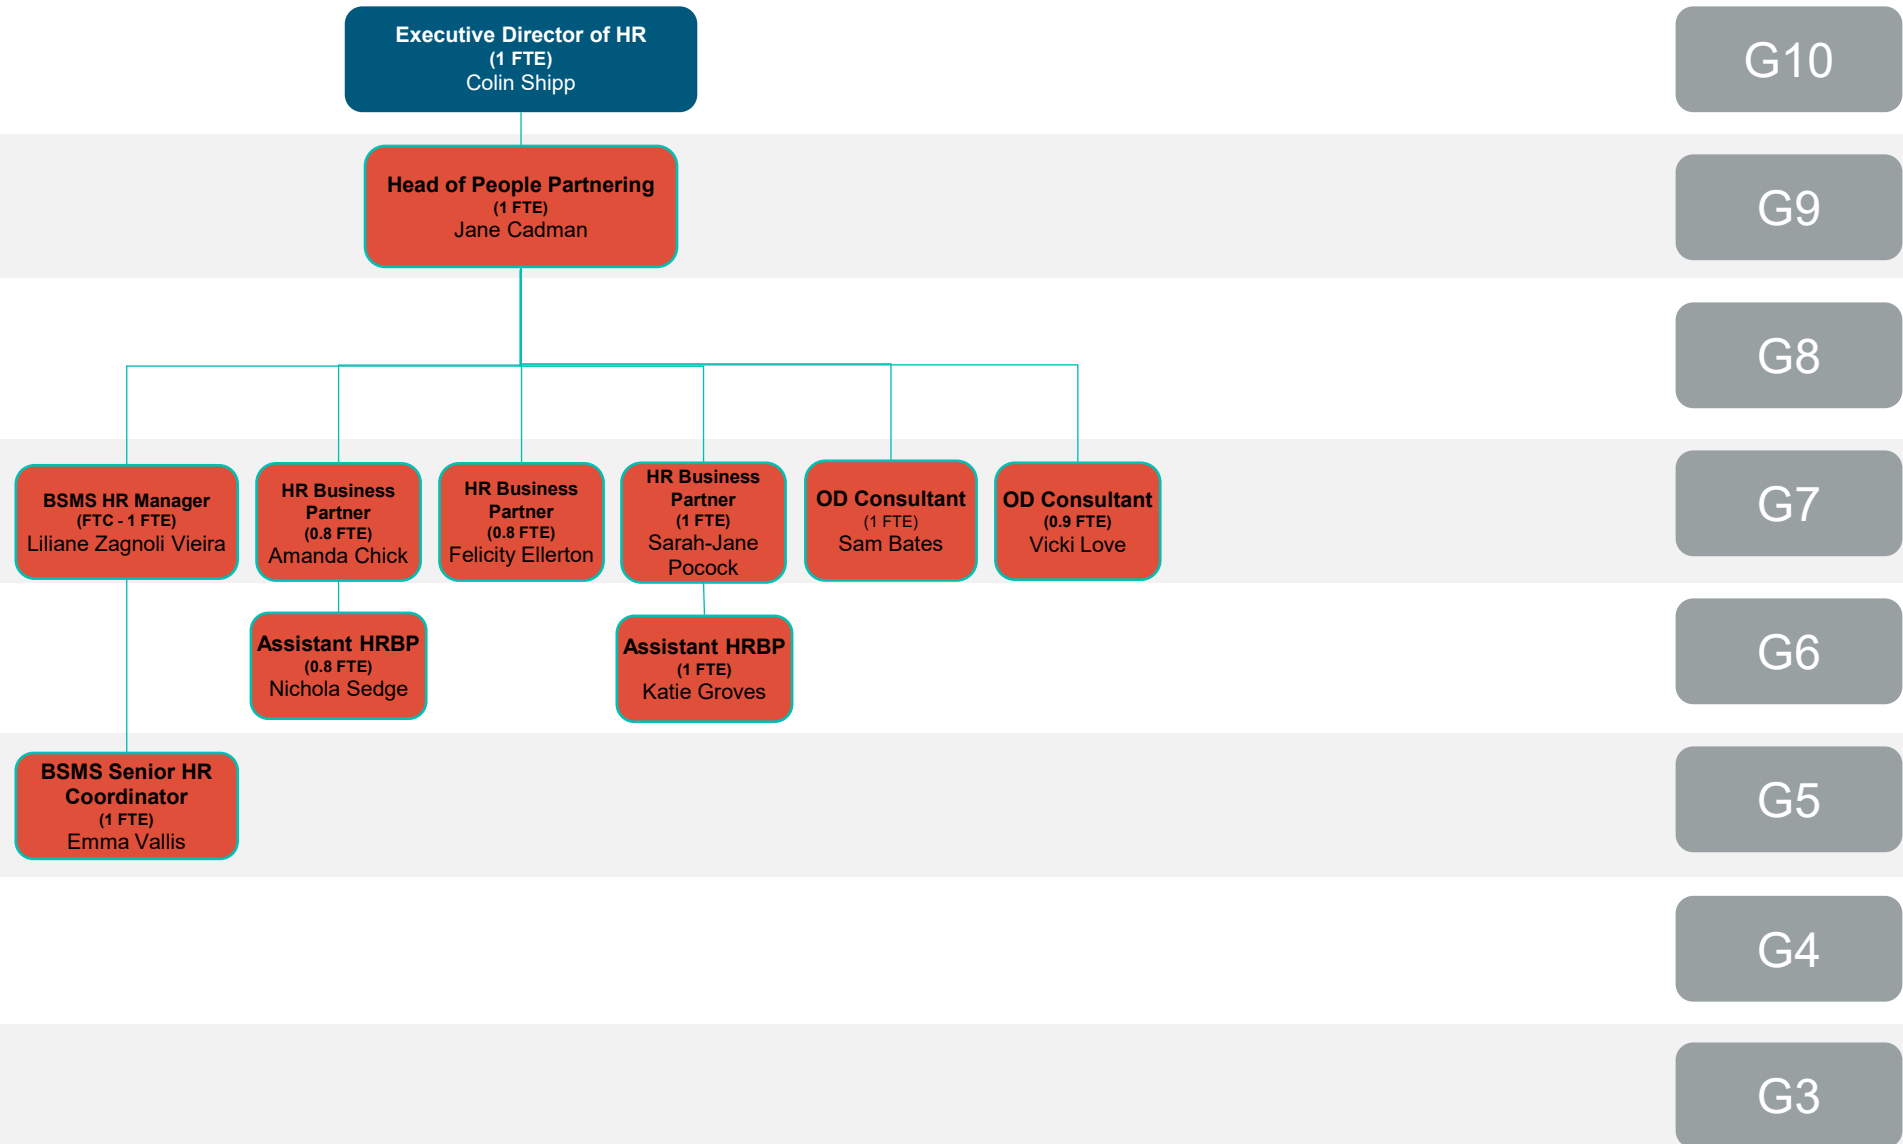 Executive Director of HR
(1 FTE)
Colin Shipp
G10
Head of People Partnering
(1 FTE)
Jane Cadman
G9
G8
BSMS HR Manager
(FTC - 1 FTE)
Liliane Zagnoli Vieira
HR Business
Partner
(0.8 FTE)
Amanda Chick
HR Business
Partner
(0.8 FTE)
Felicity Ellerton
HR Business
Partner
(1 FTE)
Sarah-Jane
Pocock
OD Consultant
(1 FTE)
Sam Bates
OD Consultant
(0.9 FTE)
Vicki Love
G7
Assistant HRBP
(0.8 FTE)
Nichola Sedge
Assistant HRBP
(1 FTE)
Katie Groves
G6
BSMS Senior HR
Coordinator
(1 FTE)
Emma Vallis
G5
G4
G3